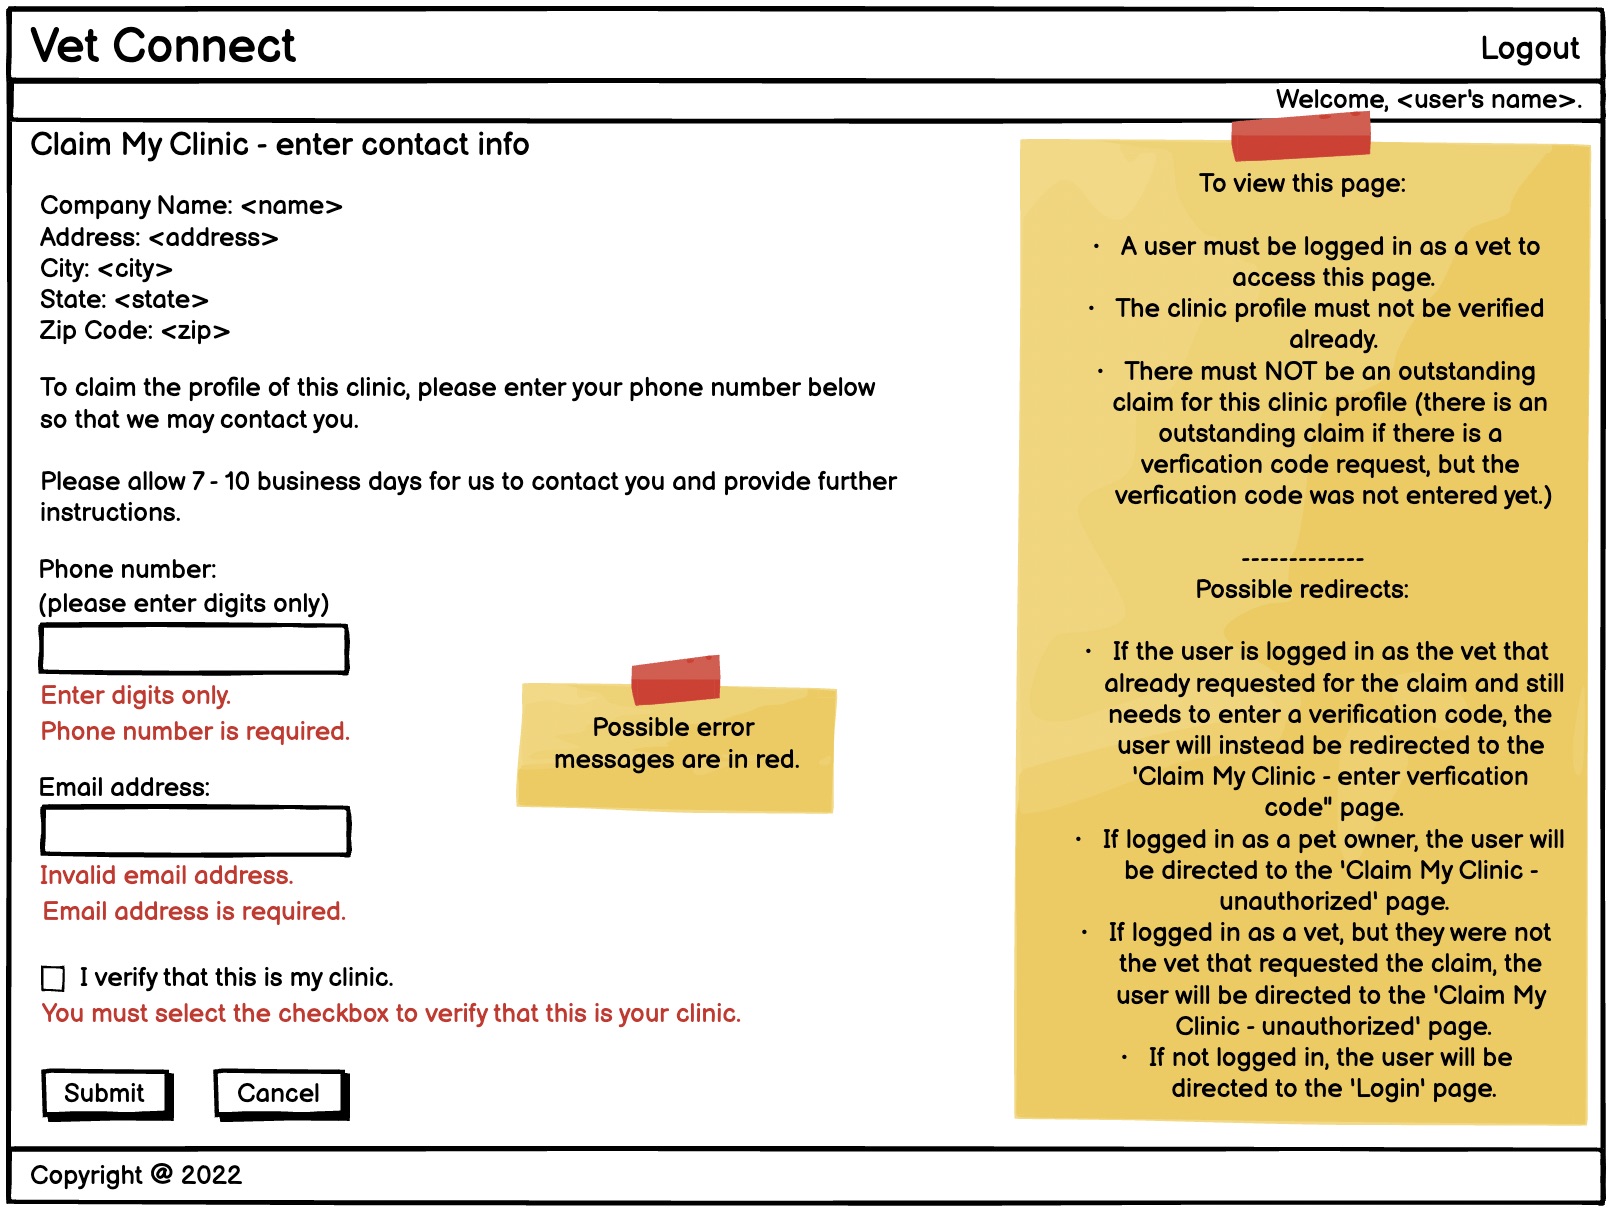 Vet Connect
Logout
Welcome, <user's name>.
Claim My Clinic - enter contact info
Company Name: <name>
Address: <address>
City: <city>
State: <state>
Zip Code: <zip>
To claim the profile of this clinic, please enter your phone number below
so that we may contact you.
Please allow 7 - 10 business days for us to contact you and provide further
instructions.
Phone number:
(please enter digits only)
Enter digits only.
Phone number is required.
Email address:
Invalid email address.
Email address is required.
I verify that this is my clinic.
You must select the checkbox to verify that this is your clinic.
Submit
Cancel
Possible error
messages are in red.
To view this page:
• A user must be logged in as a vet to
access this page.
• The clinic profile must not be verified
already.
• There must NOT be an outstanding
claim for this clinic profile (there is an
outstanding claim if there is a
verfication code request, but the
verfication code was not entered yet.)
-------------
Possible redirects:
• If the user is logged in as the vet that
already requested for the claim and still
needs to enter a verification code, the
user will instead be redirected to the
'Claim My Clinic - enter verfication
code" page.
• If logged in as a pet owner, the user will
be directed to the 'Claim My Clinic -
unauthorized' page.
• If logged in as a vet, but they were not
the vet that requested the claim, the
user will be directed to the 'Claim My
Clinic - unauthorized' page.
• If not logged in, the user will be
directed to the 'Login' page.
Copyright @ 2022